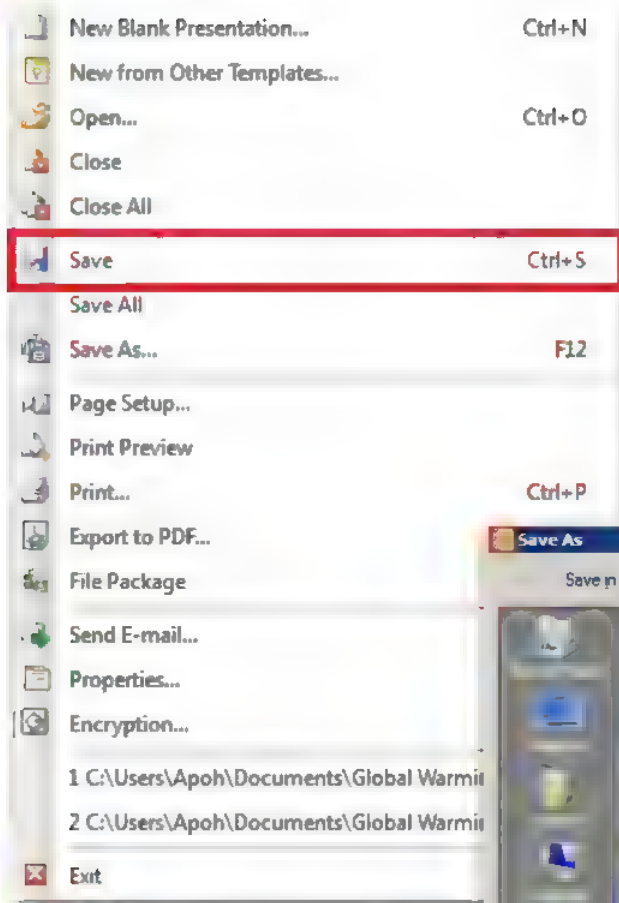 New Blank Presentation... Ctrl+N
New from Other Templates...
Open... Ctrl+O
Close
Close All
Save Ctrl+S
Save All
Save As... F12
Page Setup...
Print Preview
Print... Ctrl+P
Export to PDF...
Save As
File Package
Save in
Send E-mail...
Properties...
Encryption...
1 C:\Users\Apoh\Documents\Global Warmin
2 C:\Users\Apoh\Documents\Global Warmin
Exit